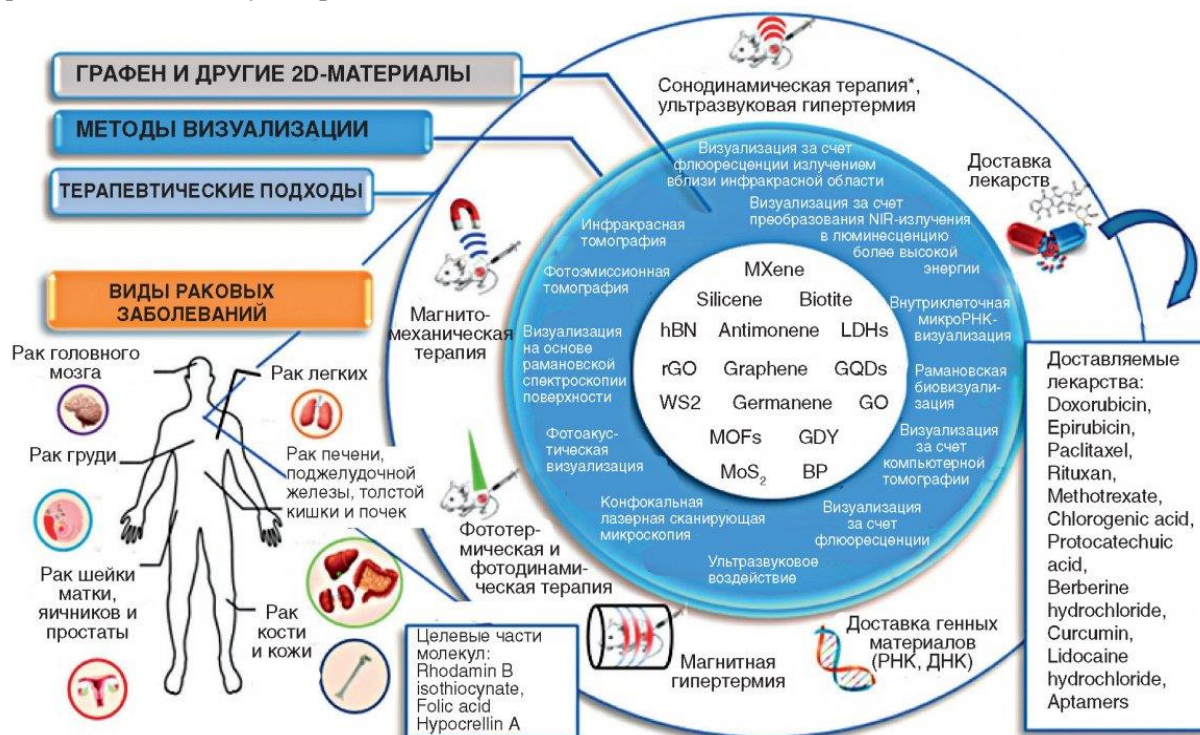 ГРАФЕН И ДРУГИЕ 2D-МАТЕРИАЛЫ
МЕТОДЫ ВИЗУАЛИЗАЦИИ
ТЕРАПЕВТИЧЕСКИЕ ПОДХОДЫ
ВИДЫ РАКОВЫХ
ЗАБОЛЕВАНИЙ
Рак головного
мозга
Рак легких
Рак груди
Рак печени,
поджелудочной
железы, толстой
кишки и почек
Рак шейки
матки,
яичников и
простаты
Рак
кости
и кожи
Сонодинамическая терапия*,
ультразвуковая гипертермия
Доставка
лекарств
Магнито-
механическая
терапия
Фототер-
мическая и
фотодинами-
ческая терапия
Магнитная
гипертермия
Доставка генных
материалов
(РНК, ДНК)
Визуализация за счет
флюоресценции излучением
вблизи инфракрасной области
Визуализация за счет
преобразования NIR-излучения
в люминесценцию
более высокой
энергии
Внутриклеточная
микроРНК-
визуализация
Рамановская
биовизуали-
зация
Визуализация
за счет
компьютерной
томографии
Визуализация
за счет
флюоресценции
Ультразвуковое
воздействие
Конфокальная
лазерная сканирующая
микроскопия
Фотоакус-
тическая
визуализация
Визуализация
на основе
рамановской
спектроскопии
поверхности
Фотоэмиссионная
томография
Инфракрасная
томография
MXene
Silicene Biotite
hBN Antimonene LDHs
rGO Graphene GQDs
WS2 Germanene GO
MOFs GDY
MoS₂ BP
Целевые части
молекул:
Rhodamin B
isothiocynate,
Folic acid
Hypocrellin A
Доставляемые
лекарства:
Doxorubicin,
Epirubicin,
Paclitaxel,
Rituxan,
Methotrexate,
Chlorogenic acid,
Protocatechuic
acid,
Berberine
hydrochloride,
Curcumin,
Lidocaine
hydrochloride,
Aptamers